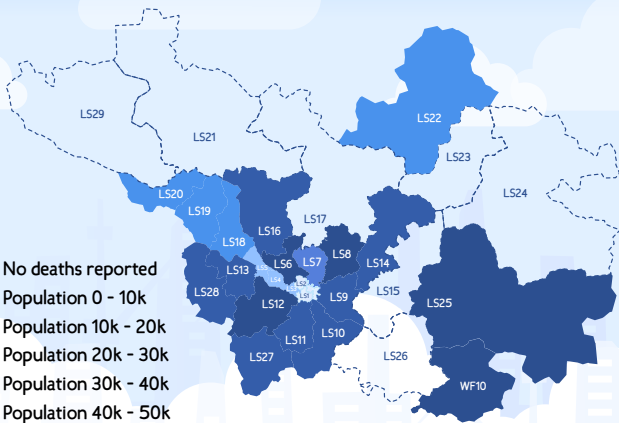 LS22
LS29
LS21
LS23
LS24
LS20
LS19
LS17
LS16
LS18
LS8
LS6
LS7
LS14
LS13
LS5
LS4
LS2
LS28
LS15
LS1
LS9
LS12
LS25
LS10
LS11
LS27
LS26
WF10
No deaths reported
Population 0 - 10k
Population 10k - 20k
Population 20k - 30k
Population 30k - 40k
Population 40k - 50k